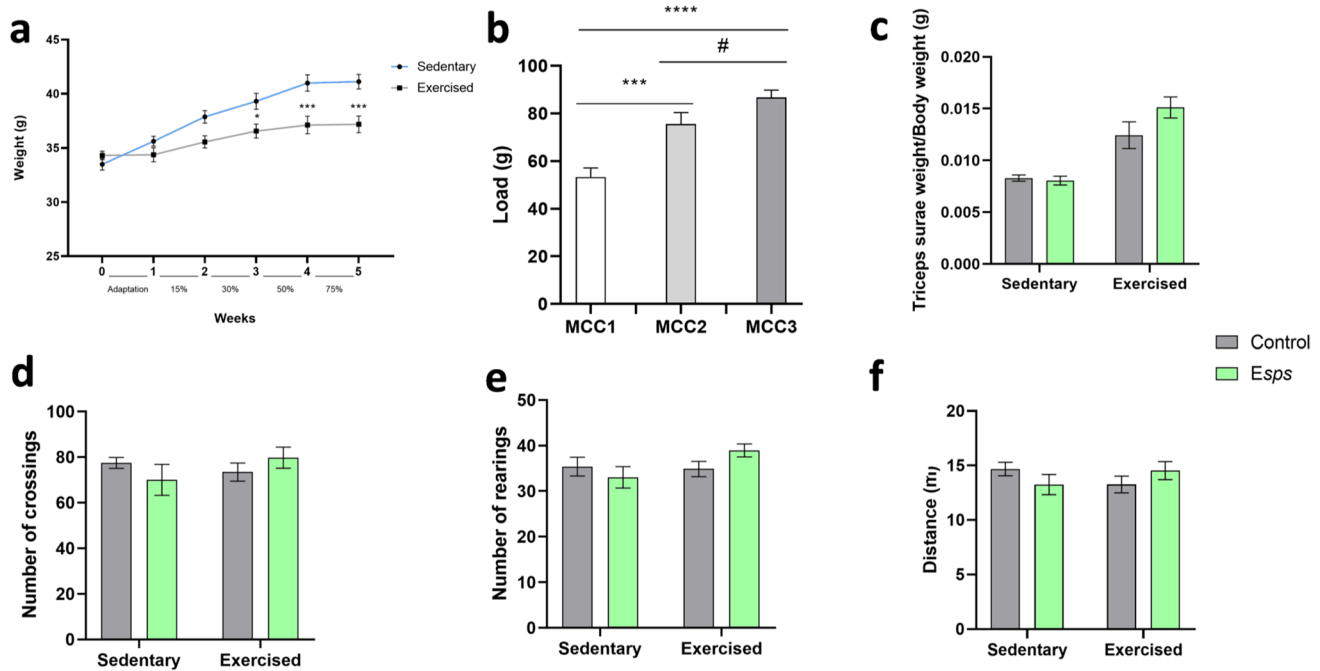 a
45
40
35
30
25
Weight (g)
Sedentary
Exercised
*
***
***
0 1 2 3 4 5
Adaptation 15% 30% 50% 75%
Weeks
b
****
#
***
100
80
60
40
20
0
Load (g)
MCC1 MCC2 MCC3
c
Triceps surae weight/Body weight (g)
0.020
0.015
0.010
0.005
0.000
Sedentary Exercised
Control
Esps
d
Number of crossings
100
80
60
40
20
0
Sedentary Exercised
e
Number of rearings
50
40
30
20
10
0
Sedentary Exercised
f
Distance (m)
20
15
10
5
0
Sedentary Exercised